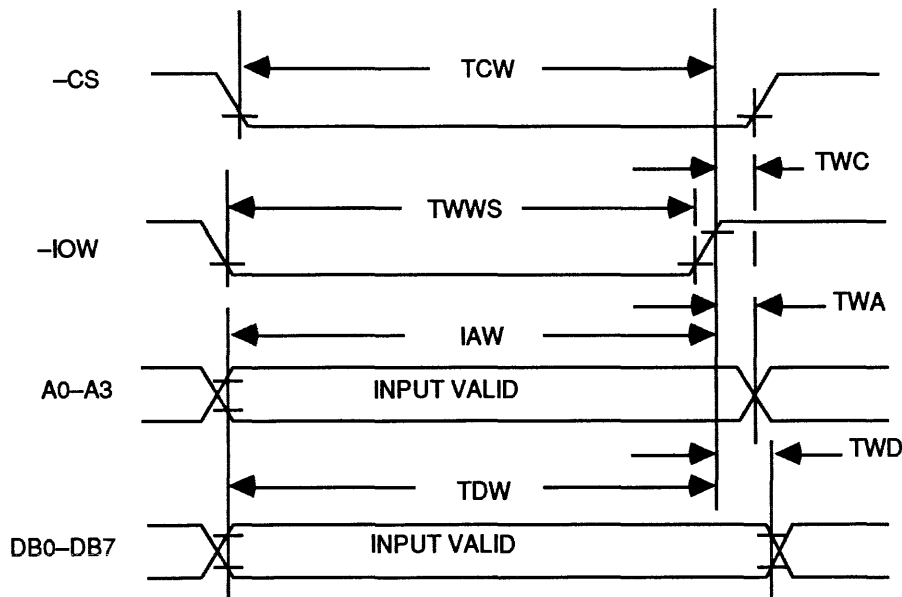 TCW
–CS
TWC
TWWS
–IOW
TWA
IAW
A0–A3
INPUT VALID
TWD
TDW
DB0–DB7
INPUT VALID